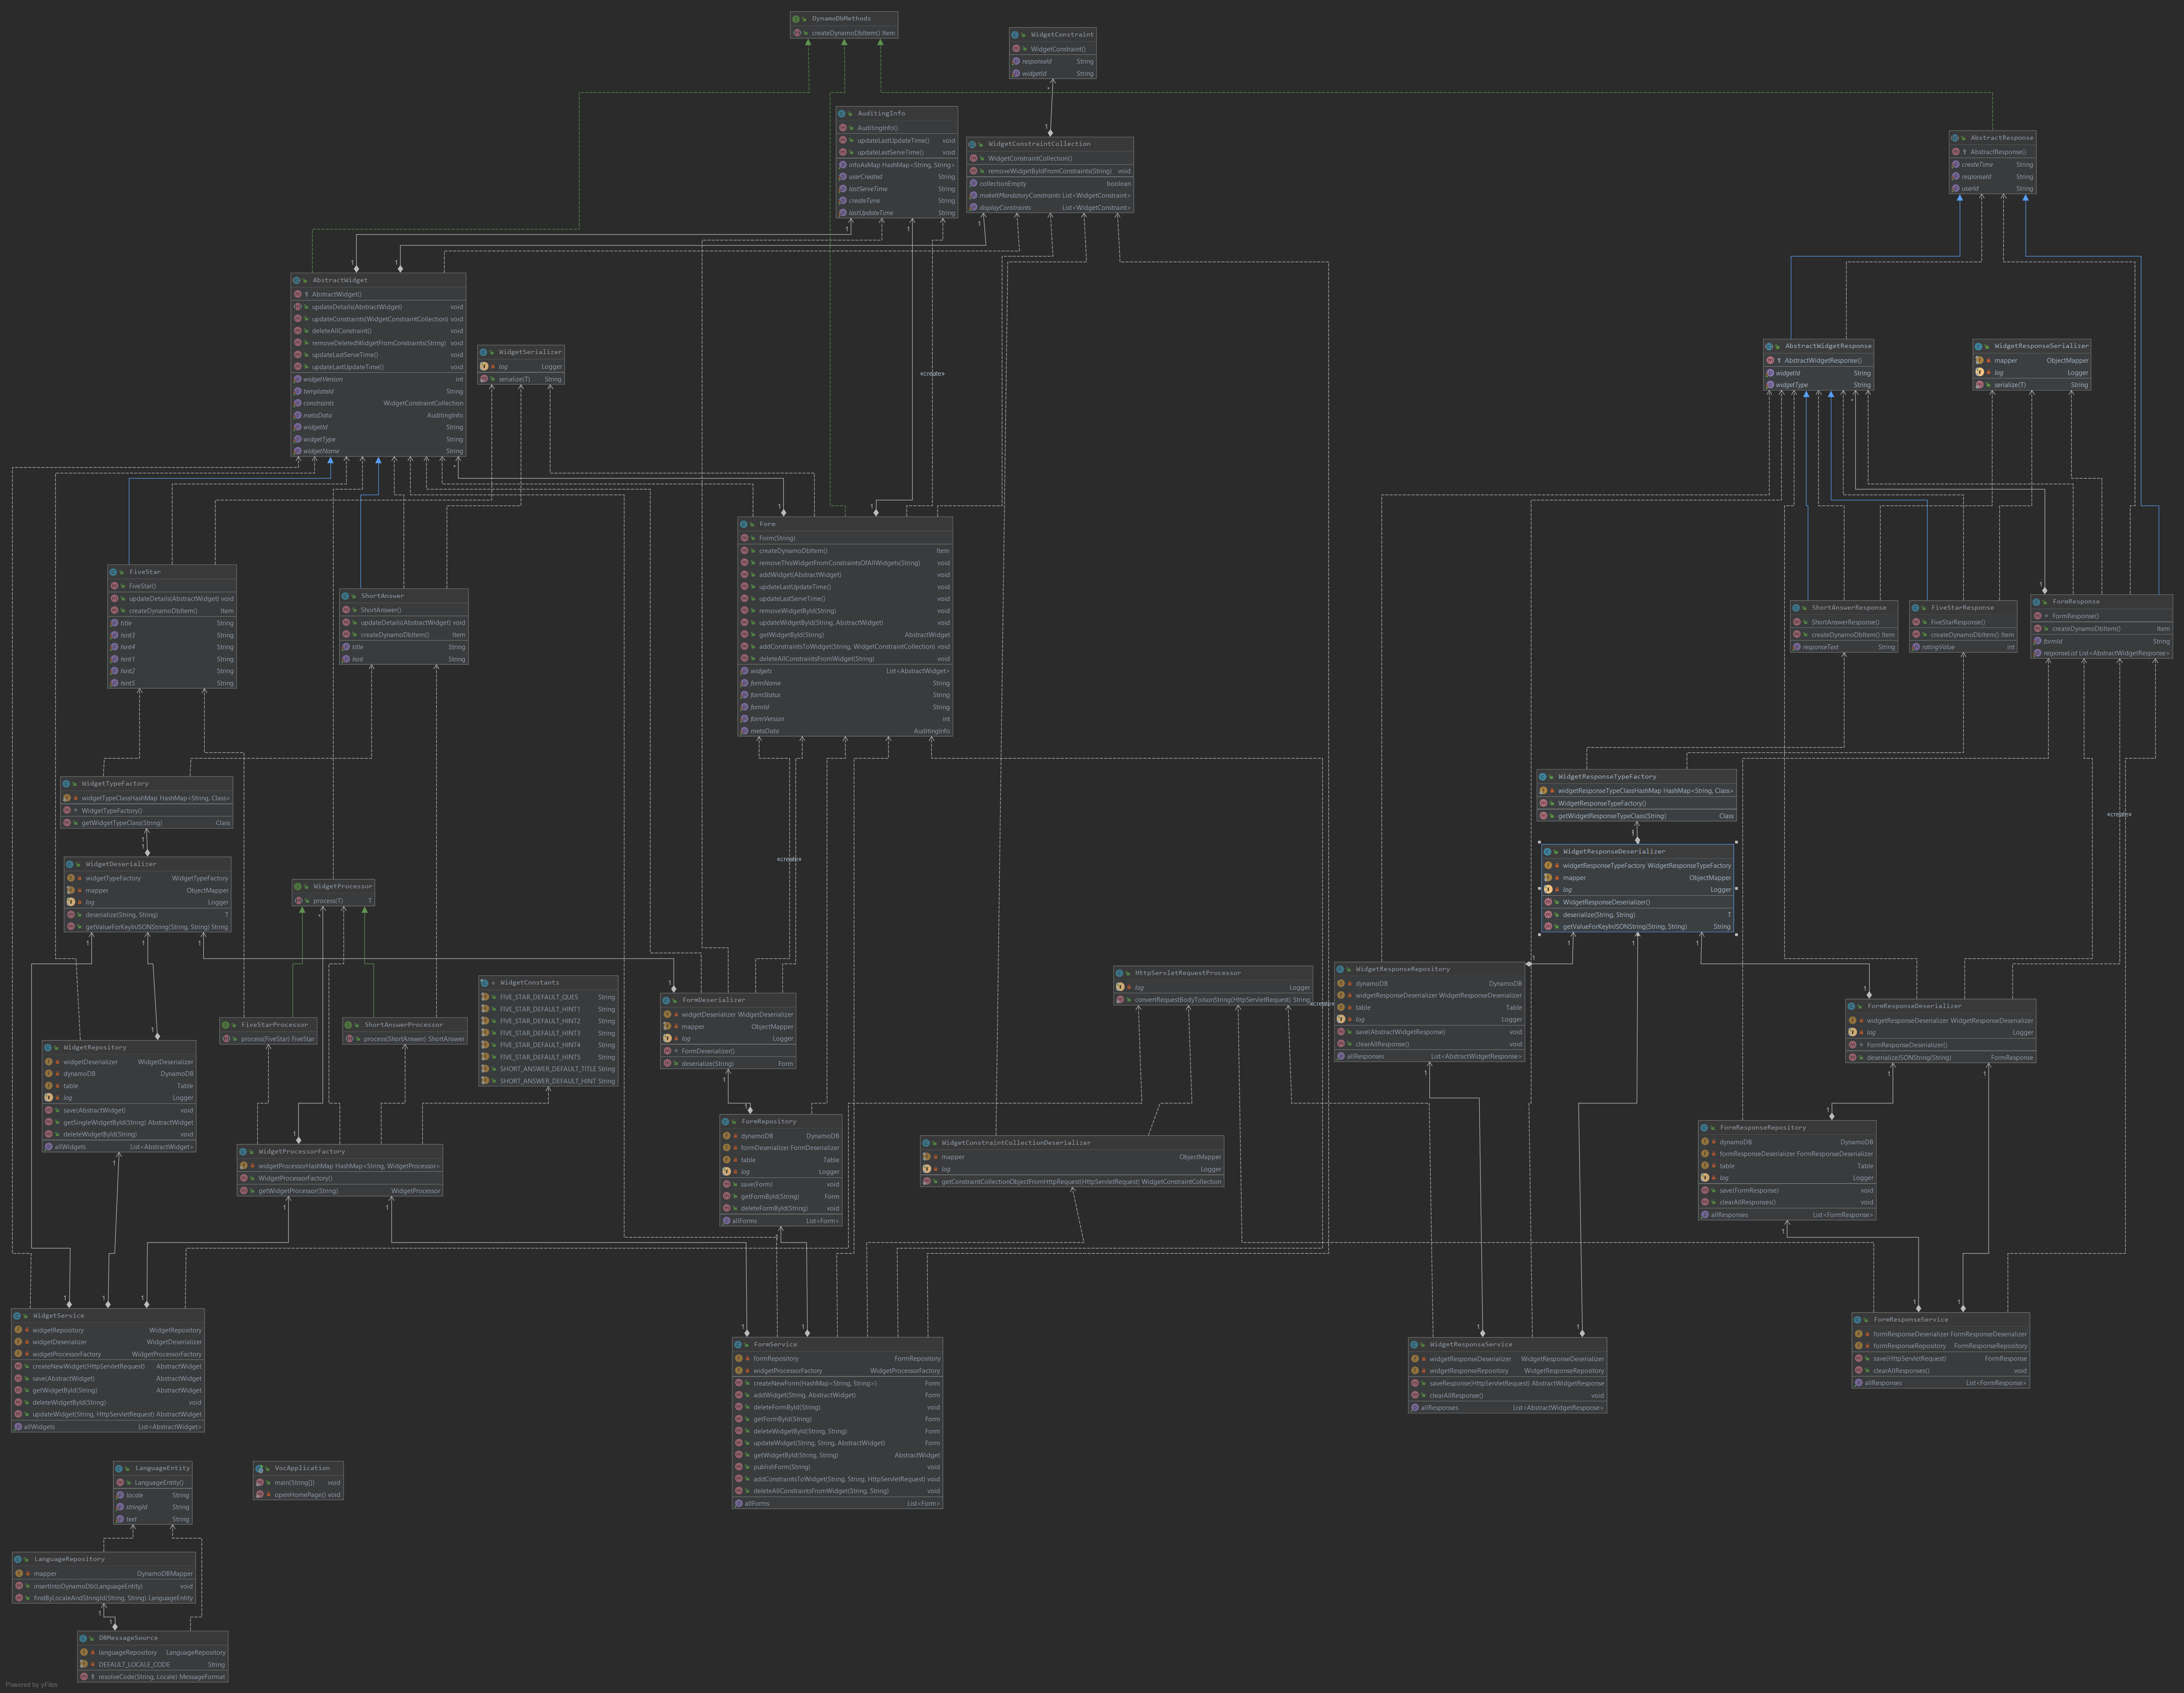 DynamoDbMethods
createDynamoDbItem() Item
WidgetConstraint
WidgetConstraint()
responseId String
widgetId String
AuditingInfo
AuditingInfo()
updateLastUpdateTime() void
updateLastServeTime() void
infoAsMap HashMap<String, String>
userCreated String
lastServeTime String
createTime String
lastUpdateTime String
WidgetConstraintCollection
WidgetConstraintCollection()
removeWidgetByIdFromConstraints(String) void
collectionEmpty boolean
makeItMandatoryConstraints List<WidgetConstraint>
displayConstraints List<WidgetConstraint>
AbstractResponse
AbstractResponse()
createTime String
responseId String
userId String
AbstractWidget
AbstractWidget()
updateDetails(AbstractWidget) void
updateConstraints(WidgetConstraintCollection) void
deleteAllConstraint() void
removeDeletedWidgetFromConstraints(String) void
updateLastServeTime() void
updateLastUpdateTime() void
widgetVersion int
templateId String
constraints WidgetConstraintCollection
metaData AuditingInfo
widgetId String
widgetType String
widgetName String
WidgetSerializer
log Logger
serialize(T) String
«create»
AbstractWidgetResponse
AbstractWidgetResponse()
widgetId String
widgetType String
WidgetResponseSerializer
mapper ObjectMapper
log Logger
serialize(T) String
Form
Form(String)
createDynamoDbItem() Item
removeThisWidgetFromConstraintsOfAllWidgets(String) void
addWidget(AbstractWidget) void
updateLastUpdateTime() void
updateLastServeTime() void
removeWidgetById(String) void
updateWidgetById(String, AbstractWidget) void
getWidgetById(String) AbstractWidget
addConstraintsToWidget(String, WidgetConstraintCollection) void
deleteAllConstraintsFromWidget(String) void
widgets List<AbstractWidget>
formName String
formStatus String
formId String
formVersion int
metaData AuditingInfo
FiveStar
FiveStar()
updateDetails(AbstractWidget) void
createDynamoDbItem() Item
title String
hint3 String
hint4 String
hint1 String
hint2 String
hint5 String
ShortAnswer
ShortAnswer()
updateDetails(AbstractWidget) void
createDynamoDbItem() Item
title String
hint String
ShortAnswerResponse
ShortAnswerResponse()
createDynamoDbItem() Item
responseText String
FiveStarResponse
FiveStarResponse()
createDynamoDbItem() Item
ratingValue int
FormResponse
FormResponse()
createDynamoDbItem() Item
formId String
responseList List<AbstractWidgetResponse>
WidgetTypeFactory
widgetTypeClassHashMap HashMap<String, Class>
WidgetTypeFactory()
getWidgetTypeClass(String) Class
WidgetResponseTypeFactory
widgetResponseTypeClassHashMap HashMap<String, Class>
WidgetResponseTypeFactory()
getWidgetResponseTypeClass(String) Class
«create»
WidgetDeserializer
widgetTypeFactory WidgetTypeFactory
mapper ObjectMapper
log Logger
deserialize(String, String) T
getValueForKeyInJSONString(String, String) String
WidgetProcessor
process(T) T
«create»
WidgetResponseDeserializer
widgetResponseTypeFactory WidgetResponseTypeFactory
mapper ObjectMapper
log Logger
WidgetResponseDeserializer()
deserialize(String, String) T
getValueForKeyInJSONString(String, String) String
WidgetConstants
FIVE_STAR_DEFAULT_QUES String
FIVE_STAR_DEFAULT_HINT1 String
FIVE_STAR_DEFAULT_HINT2 String
FIVE_STAR_DEFAULT_HINT3 String
FIVE_STAR_DEFAULT_HINT4 String
FIVE_STAR_DEFAULT_HINT5 String
SHORT_ANSWER_DEFAULT_TITLE String
SHORT_ANSWER_DEFAULT_HINT String
FormDeserializer
widgetDeserializer WidgetDeserializer
mapper ObjectMapper
log Logger
FormDeserializer()
deserialize(String) Form
HttpServletRequestProcessor
log Logger
convertRequestBodyToJsonString(HttpServletRequest) String
«create»
WidgetResponseRepository
dynamoDB DynamoDB
widgetResponseDeserializer WidgetResponseDeserializer
table Table
log Logger
save(AbstractWidgetResponse) void
clearAllResponse() void
allResponses List<AbstractWidgetResponse>
FormResponseDeserializer
widgetResponseDeserializer WidgetResponseDeserializer
log Logger
FormResponseDeserializer()
deserializeJSONString(String) FormResponse
FiveStarProcessor
process(FiveStar) FiveStar
ShortAnswerProcessor
process(ShortAnswer) ShortAnswer
WidgetRepository
widgetDeserializer WidgetDeserializer
dynamoDB DynamoDB
table Table
log Logger
save(AbstractWidget) void
getSingleWidgetById(String) AbstractWidget
deleteWidgetById(String) void
allWidgets List<AbstractWidget>
WidgetProcessorFactory
widgetProcessorHashMap HashMap<String, WidgetProcessor>
WidgetProcessorFactory()
getWidgetProcessor(String) WidgetProcessor
FormRepository
dynamoDB DynamoDB
formDeserializer FormDeserializer
table Table
log Logger
save(Form) void
getFormById(String) Form
deleteFormById(String) void
allForms List<Form>
WidgetConstraintCollectionDeserializer
mapper ObjectMapper
log Logger
getConstraintCollectionObjectFromHttpRequest(HttpServletRequest) WidgetConstraintCollection
FormResponseRepository
dynamoDB DynamoDB
formResponseDeserializer FormResponseDeserializer
table Table
log Logger
save(FormResponse) void
clearAllResponses() void
allResponses List<FormResponse>
WidgetService
widgetRepository WidgetRepository
widgetDeserializer WidgetDeserializer
widgetProcessorFactory WidgetProcessorFactory
createNewWidget(HttpServletRequest) AbstractWidget
save(AbstractWidget) AbstractWidget
getWidgetById(String) AbstractWidget
deleteWidgetById(String) void
updateWidget(String, HttpServletRequest) AbstractWidget
allWidgets List<AbstractWidget>
FormService
formRepository FormRepository
widgetProcessorFactory WidgetProcessorFactory
createNewForm(HashMap<String, String>) Form
addWidget(String, AbstractWidget) Form
deleteFormById(String) void
getFormById(String) Form
deleteWidgetById(String, String) Form
updateWidget(String, String, AbstractWidget) Form
getWidgetById(String, String) AbstractWidget
publishForm(String) void
addConstraintsToWidget(String, String, HttpServletRequest) void
deleteAllConstraintsFromWidget(String, String) void
allForms List<Form>
WidgetResponseService
widgetResponseDeserializer WidgetResponseDeserializer
widgetResponseRepository WidgetResponseRepository
saveResponse(HttpServletRequest) AbstractWidgetResponse
clearAllResponse() void
allResponses List<AbstractWidgetResponse>
FormResponseService
formResponseDeserializer FormResponseDeserializer
formResponseRepository FormResponseRepository
save(HttpServletRequest) FormResponse
clearAllResponses() void
allResponses List<FormResponse>
LanguageEntity
LanguageEntity()
locale String
stringId String
text String
VocApplication
main(String[]) void
openHomePage() void
LanguageRepository
mapper DynamoDBMapper
insertIntoDynamoDb(LanguageEntity) void
findByLocaleAndStringId(String, String) LanguageEntity
DBMessageSource
languageRepository LanguageRepository
DEFAULT_LOCALE_CODE String
resolveCode(String, Locale) MessageFormat
Powered by yFiles